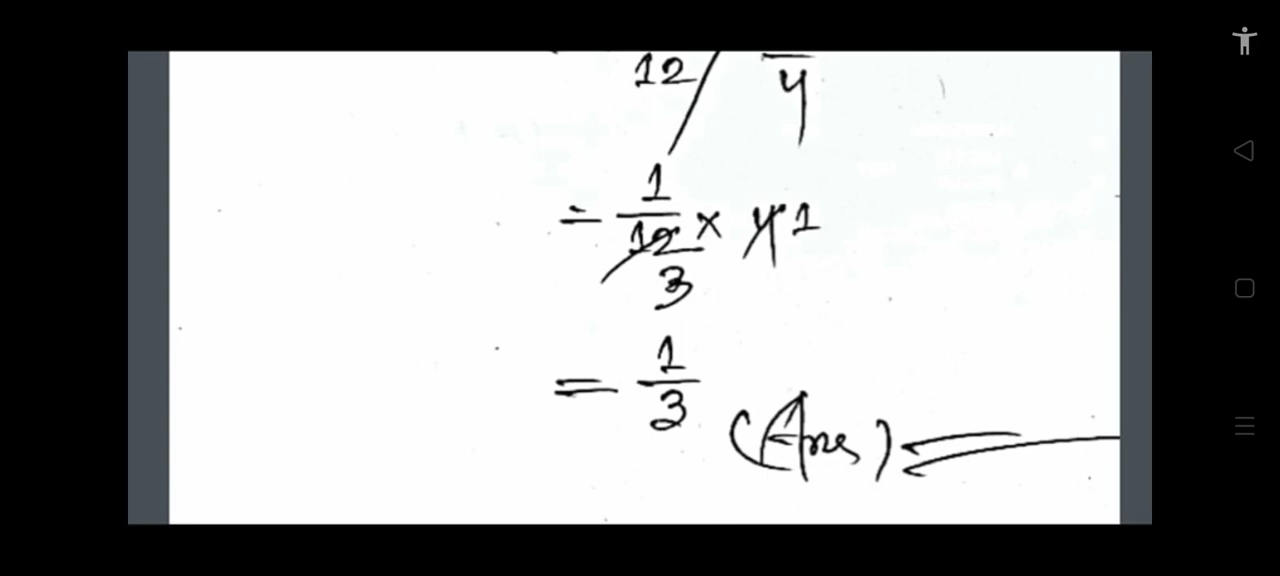 12 / 4
= 1/12 3 × 4 1
= 1/3
(Ans)